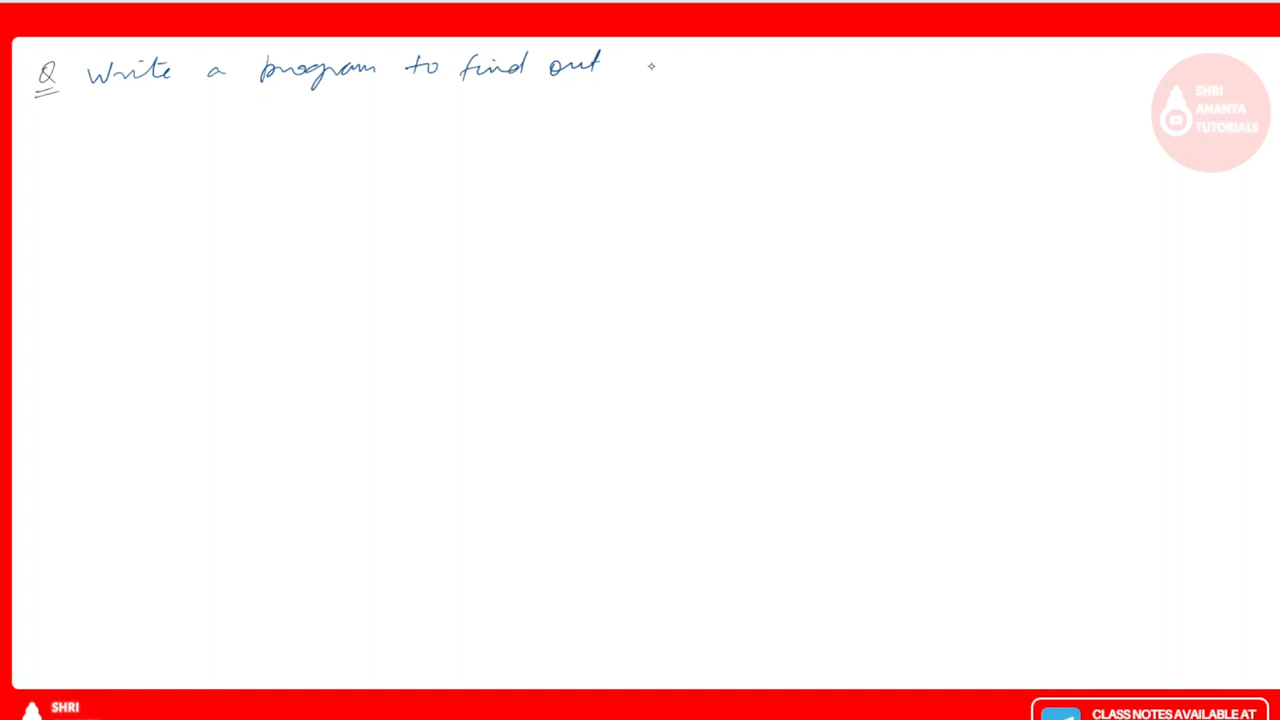 Q Write a program to find out
SHRI
ANANTA
TUTORIALS
SHRI
CLASS NOTES AVAILABLE AT